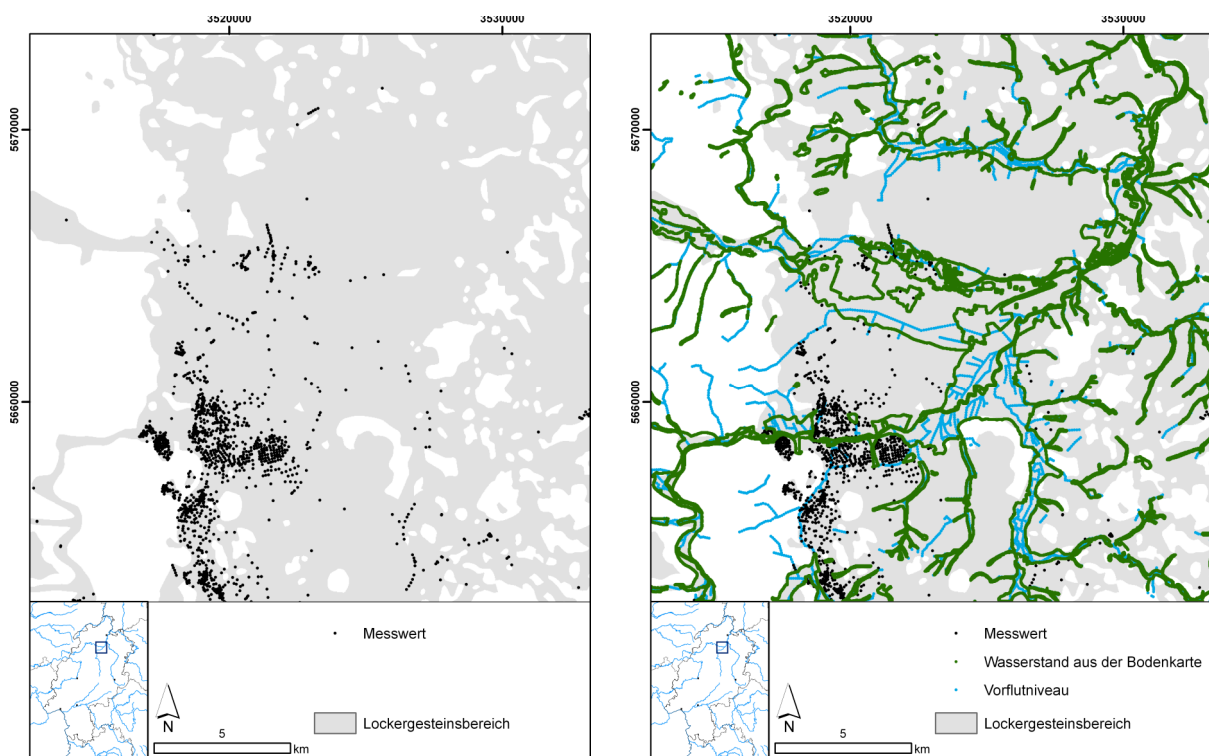 3520000
3530000
5670000
5660000
Messwert
N
5
km
Lockergesteinsbereich
3520000
3530000
5670000
5660000
Messwert
Wasserstand aus der Bodenkarte
Vorflutniveau
N
5
km
Lockergesteinsbereich